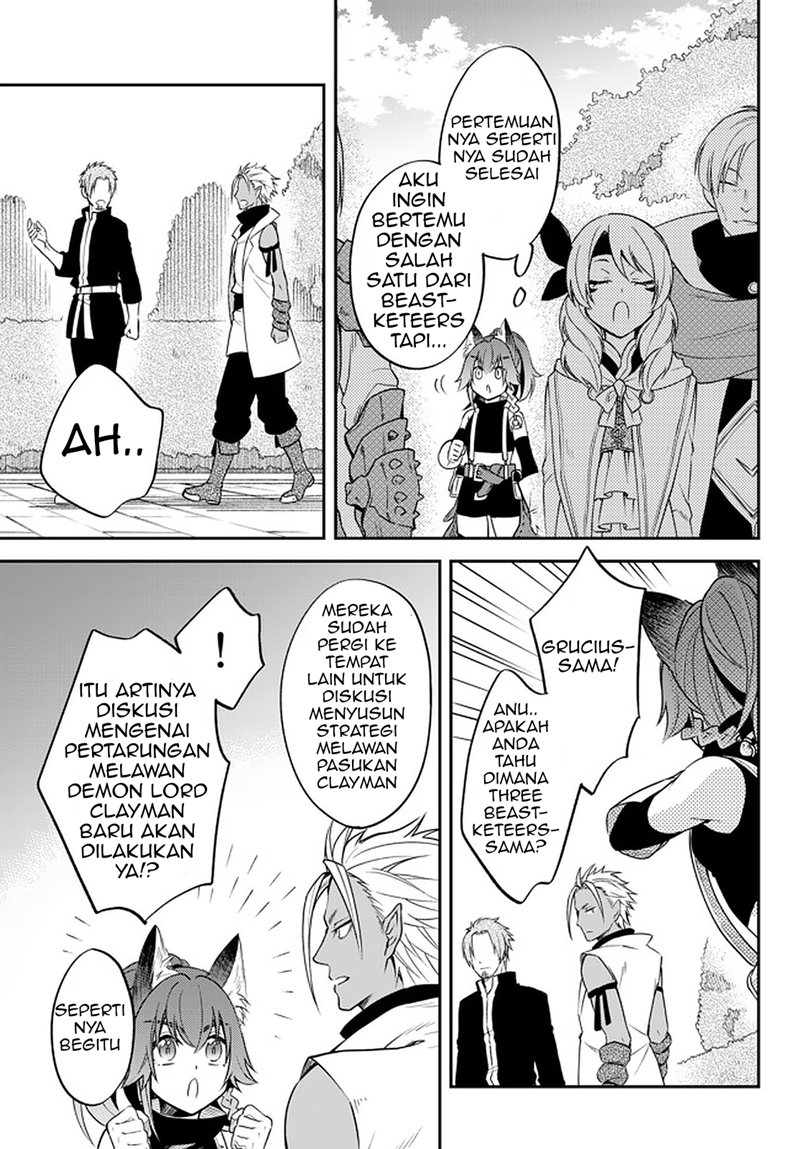 PERTEMUAN
NYA SEPERTI
NYA SUDAH
SELESAI
AKU
INGIN
BERTEMU
DENGAN
SALAH
SATU DARI
BEAST-
KETEERS
TAPI...
AH..
GRUCIUS-
SAMA!
ANU..
APAKAH
ANDA
TAHU
DIMANA
THREE
BEAST-
KETEERS-
SAMA?
MEREKA
SUDAH
PERGI KE
TEMPAT
LAIN UNTUK
DISKUSI
MENYUSUN
STRATEGI
MELAWAN
PASUKAN
CLAYMAN
!
ITU ARTINYA
DISKUSI
MENGENAI
PERTARUNGAN
MELAWAN
DEMON LORD
CLAYMAN
BARU AKAN
DILAKUKAN
YA!?
SEPERTI
NYA
BEGITU